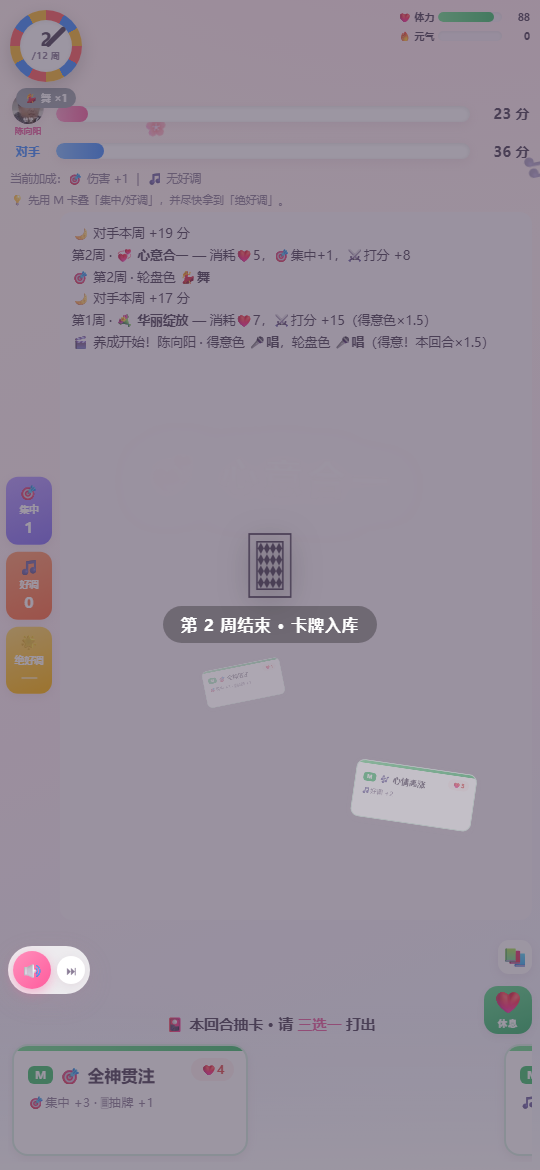 2
/12 周
❤️ 体力 88
🔥 元气 0
舞 ×1
陈向阳
23 分
对手
36 分
当前加成: 🎯 伤害 +1 | 🎵 无好调
💡 先用 M 卡叠「集中/好调」，并尽快拿到「绝好调」。
🌙 对手本周 +19 分
第2周 · 💞 心意合一 — 消耗❤️5, 🎯集中+1, ⚔️打分 +8
🎯 第2周 · 轮盘色 💃舞
🌙 对手本周 +17 分
第1周 · 💐 华丽绽放 — 消耗❤️7, ⚔️打分 +15（得意色×1.5）
🎬 养成开始！陈向阳 · 得意色 🎤唱, 轮盘色 🎤唱（得意！本回合×1.5）
🎯
集中
1
🎵
好调
0
🌟
绝好调
—
第 2 周结束 • 卡牌入库
M 🎶 心情高涨 ❤️3
🎵好调 +2
休息
🎴 本回合抽卡 • 请 三选一 打出
M 🎯 全神贯注 ❤️4
🎯集中 +3 · 抽牌 +1